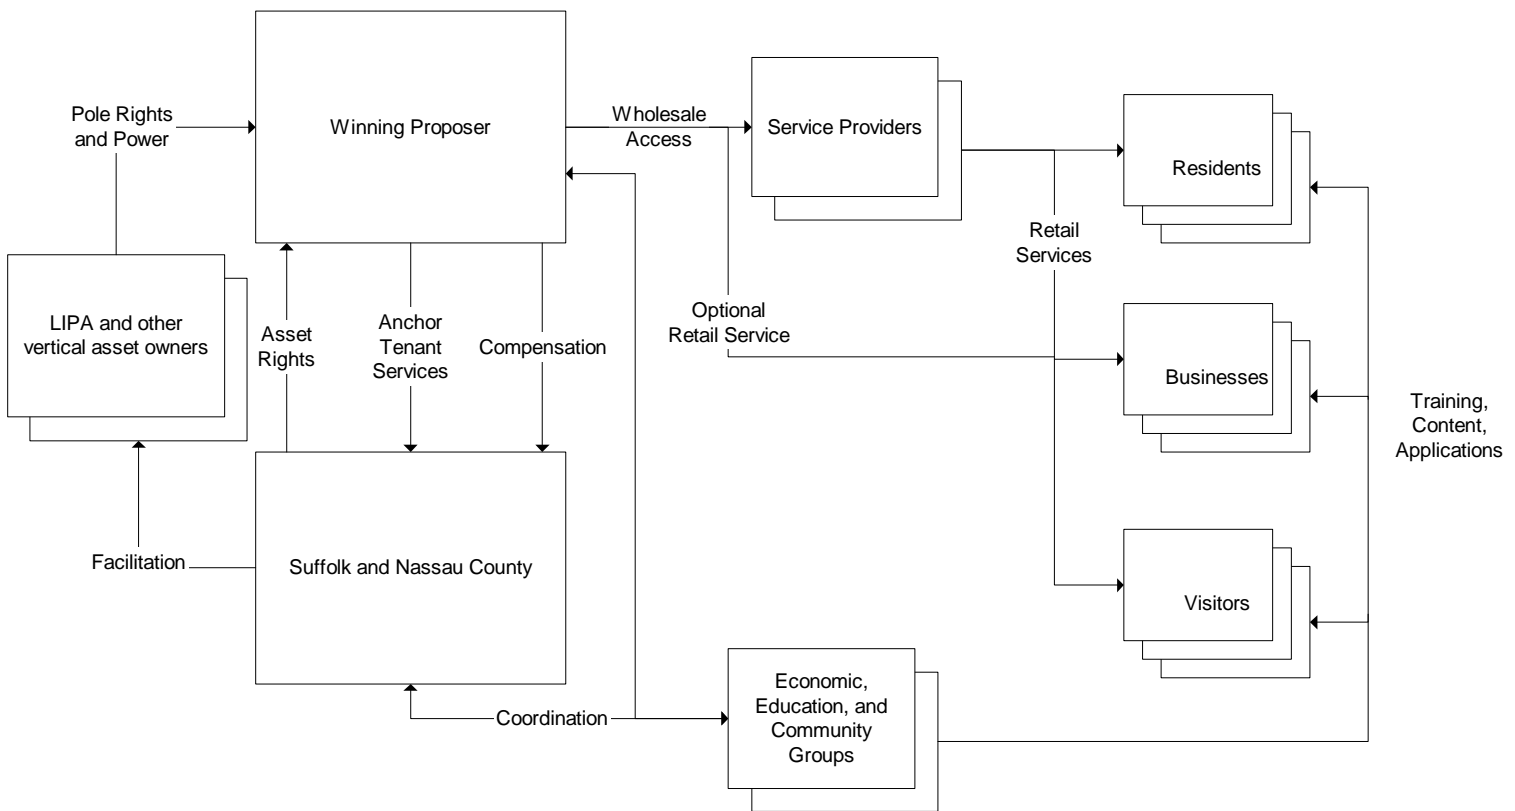 Pole Rights
and Power
Winning Proposer
Wholesale
Access
Service Providers
Residents
Retail
Services
LIPA and other
vertical asset owners
Asset
Rights
Anchor
Tenant
Services
Compensation
Optional
Retail Service
Businesses
Training,
Content,
Applications
Facilitation
Suffolk and Nassau County
Visitors
Coordination
Economic,
Education, and
Community
Groups